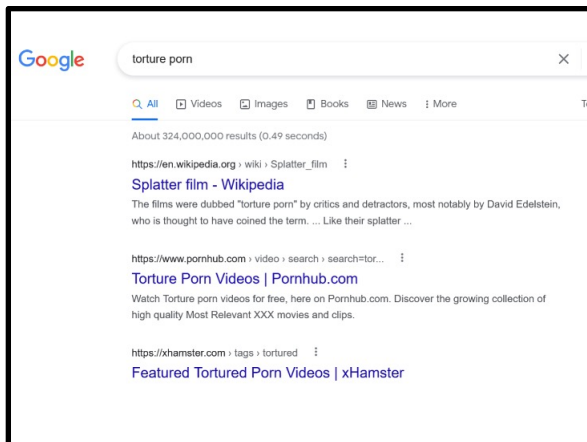 Google
torture porn
All Videos Images Books News More
About 324,000,000 results (0.49 seconds)
https://en.wikipedia.org › wiki › Splatter_film
Splatter film - Wikipedia
The films were dubbed "torture porn" by critics and detractors, most notably by David Edelstein,
who is thought to have coined the term. ... Like their splatter ...
https://www.pornhub.com › video › search › search=tor...
Torture Porn Videos | Pornhub.com
Watch Torture porn videos for free, here on Pornhub.com. Discover the growing collection of
high quality Most Relevant XXX movies and clips.
https://xhamster.com › tags › tortured
Featured Tortured Porn Videos | xHamster